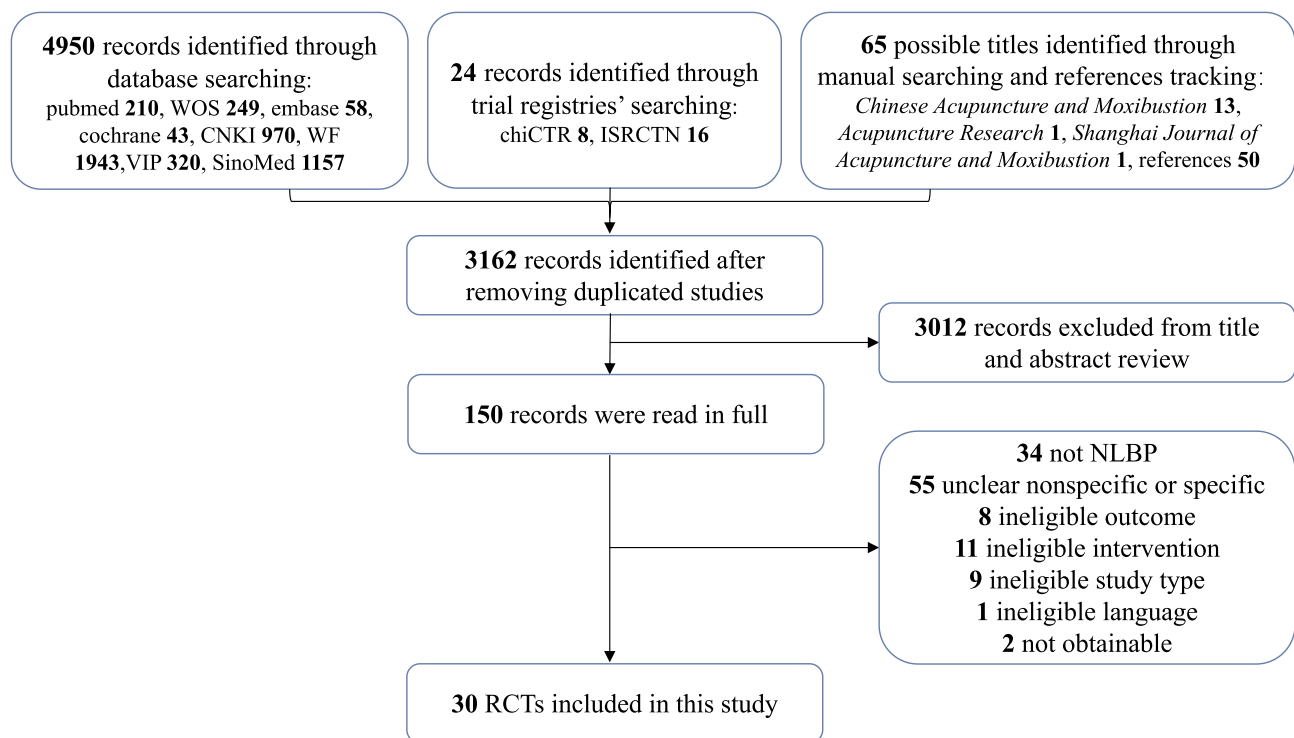 4950 records identified through
database searching:
pubmed 210, WOS 249, embase 58,
cochrane 43, CNKI 970, WF
1943,VIP 320, SinoMed 1157
24 records identified through
trial registries’ searching:
chiCTR 8, ISRCTN 16
65 possible titles identified through
manual searching and references tracking:
Chinese Acupuncture and Moxibustion 13,
Acupuncture Research 1, Shanghai Journal of
Acupuncture and Moxibustion 1, references 50
3162 records identified after
removing duplicated studies
3012 records excluded from title
and abstract review
150 records were read in full
34 not NLBP
55 unclear nonspecific or specific
8 ineligible outcome
11 ineligible intervention
9 ineligible study type
1 ineligible language
2 not obtainable
30 RCTs included in this study